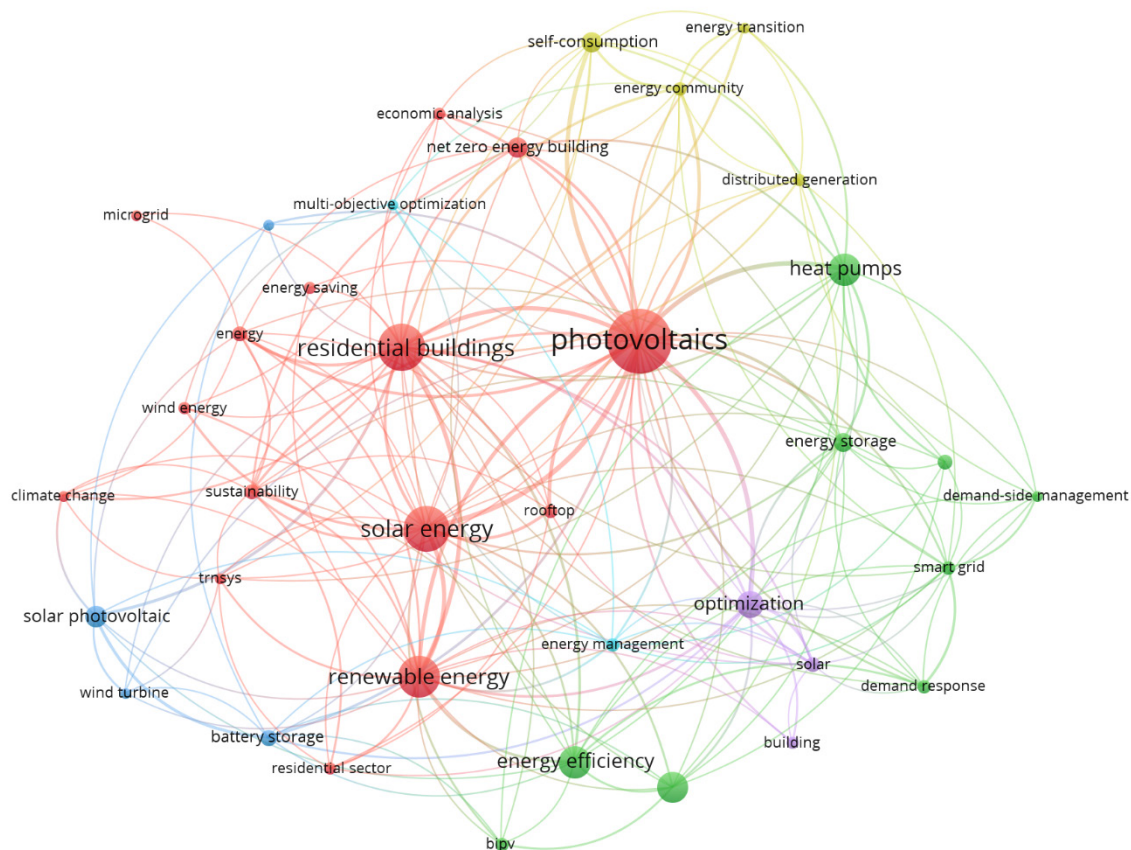 energy transition
self-consumption
energy community
economic analysis
net zero energy building
distributed generation
multi-objective optimization
microgrid
heat pumps
energy saving
energy
photovoltaics
residential buildings
wind energy
energy storage
climate change
sustainability
demand-side management
rooftop
solar energy
smart grid
trnsys
optimization
solar photovoltaic
energy management
solar
renewable energy
demand response
wind turbine
battery storage
building
energy efficiency
residential sector
bipv